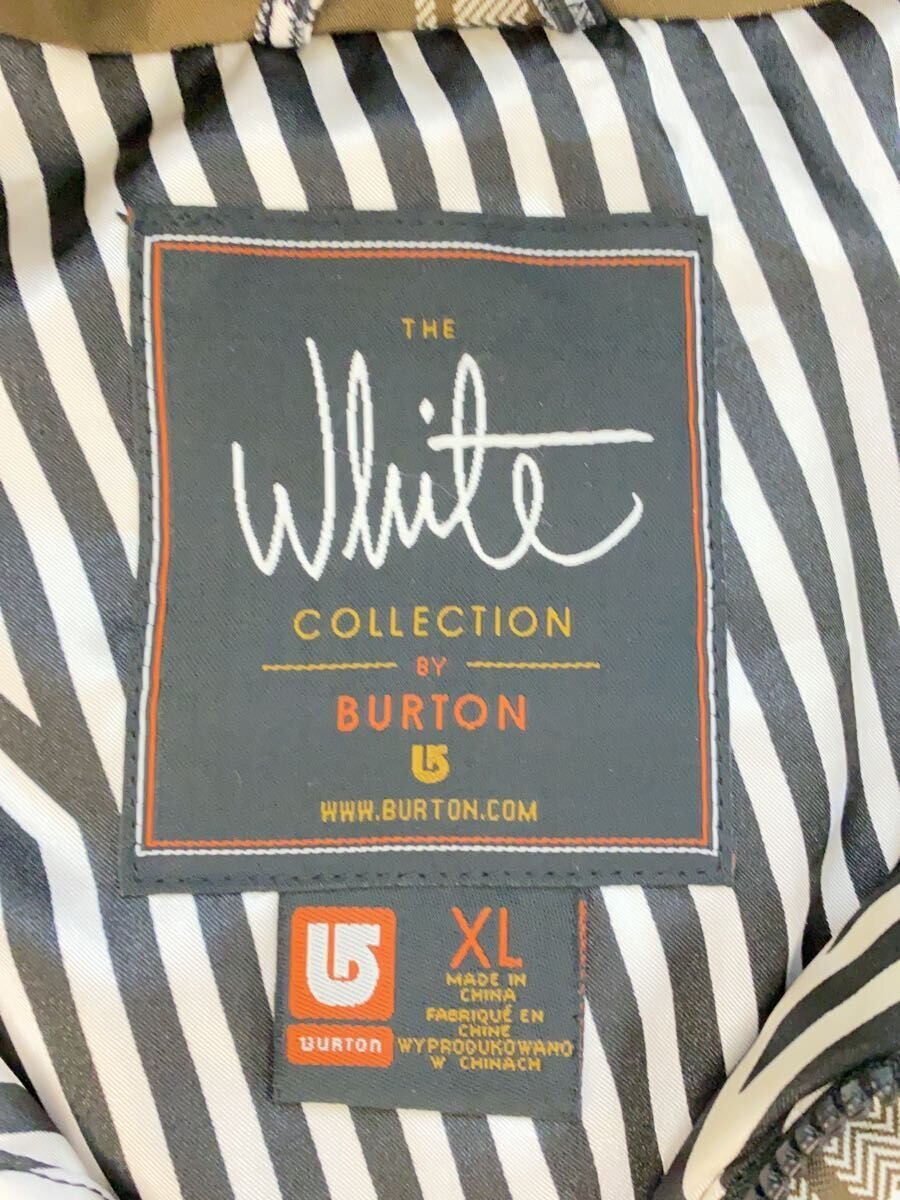 THE
White
COLLECTION
BY
BURTON
WWW.BURTON.COM
XL
MADE IN
CHINA
FABRIQUÉ EN
CHINE
BURTON
WYPRODUKOWANO
W CHINACH